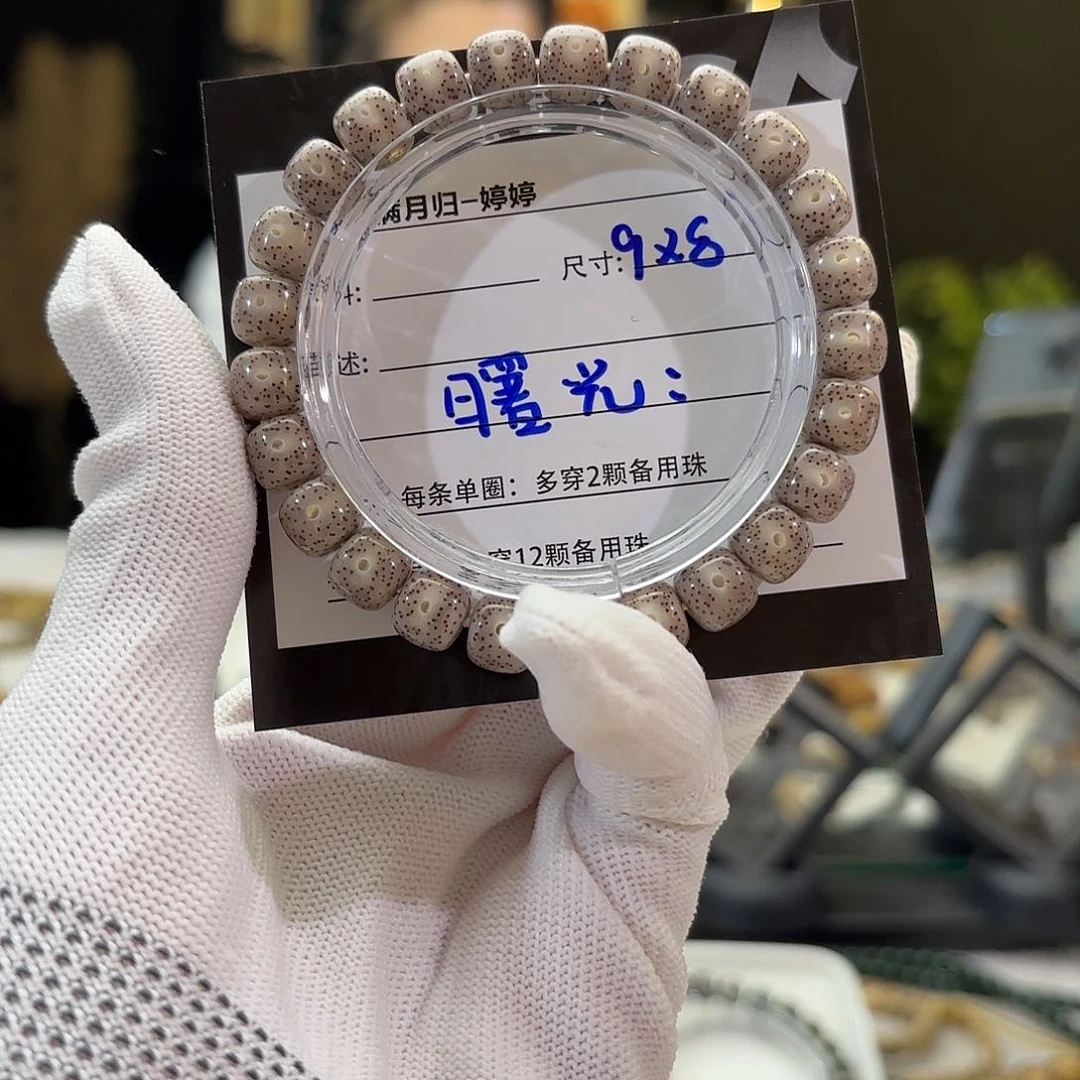 满月归-婷婷
尺寸:9x8
述:
曙光:
每条单圈：多穿2颗备用珠
穿12颗备用珠